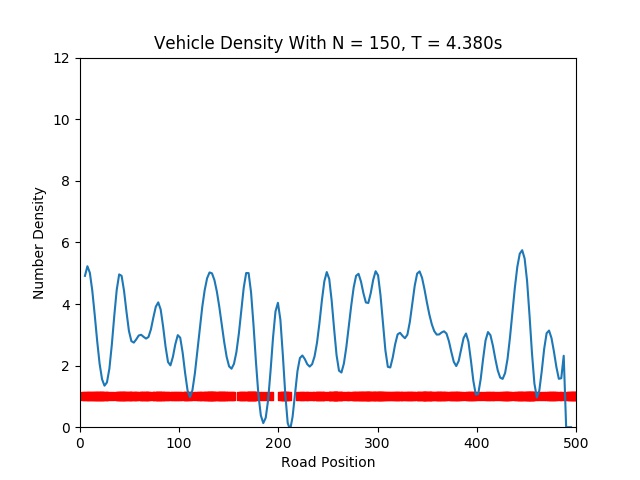 Vehicle Density With N = 150, T = 4.380s
12
10
8
6
4
2
0
Number Density
0 100 200 300 400 500
Road Position